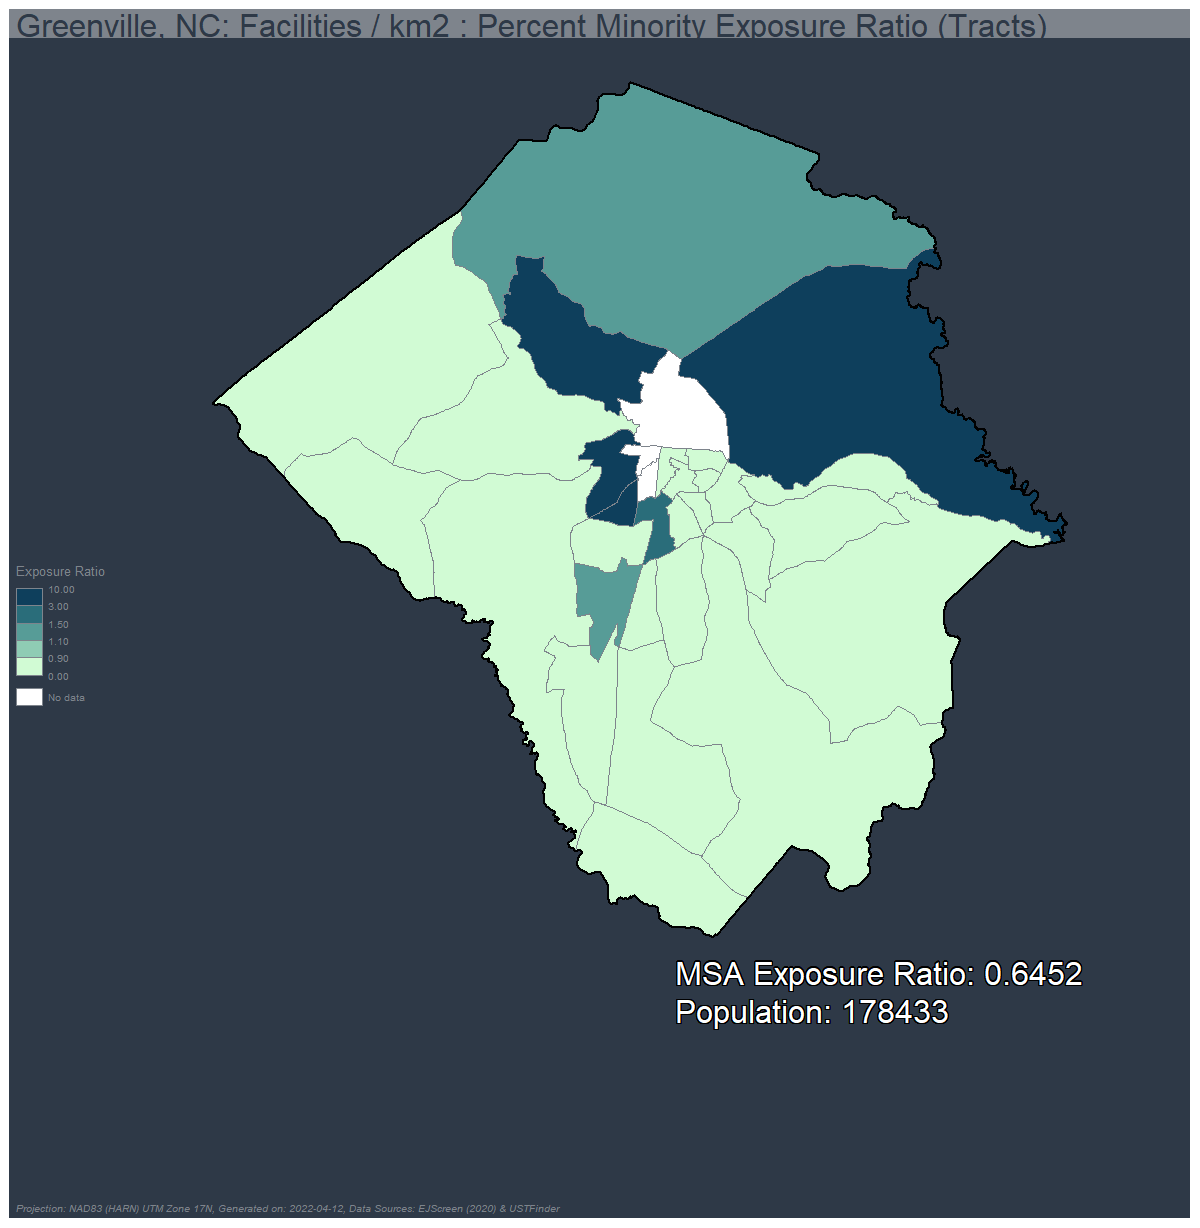 Greenville, NC: Facilities / km2 : Percent Minority Exposure Ratio (Tracts)
Exposure Ratio
10.00
3.00
1.50
1.10
0.90
0.00
No data
MSA Exposure Ratio: 0.6452
Population: 178433
Projection: NAD83 (HARN) UTM Zone 17N, Generated on: 2022-04-12, Data Sources: EJScreen (2020) & USTFinder